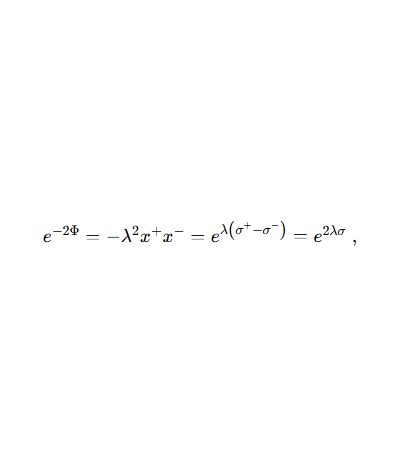 e^{-2Φ} = −λ^2 x^+ x^− = e^{λ(σ^+ − σ^−)} = e^{2λσ} ,